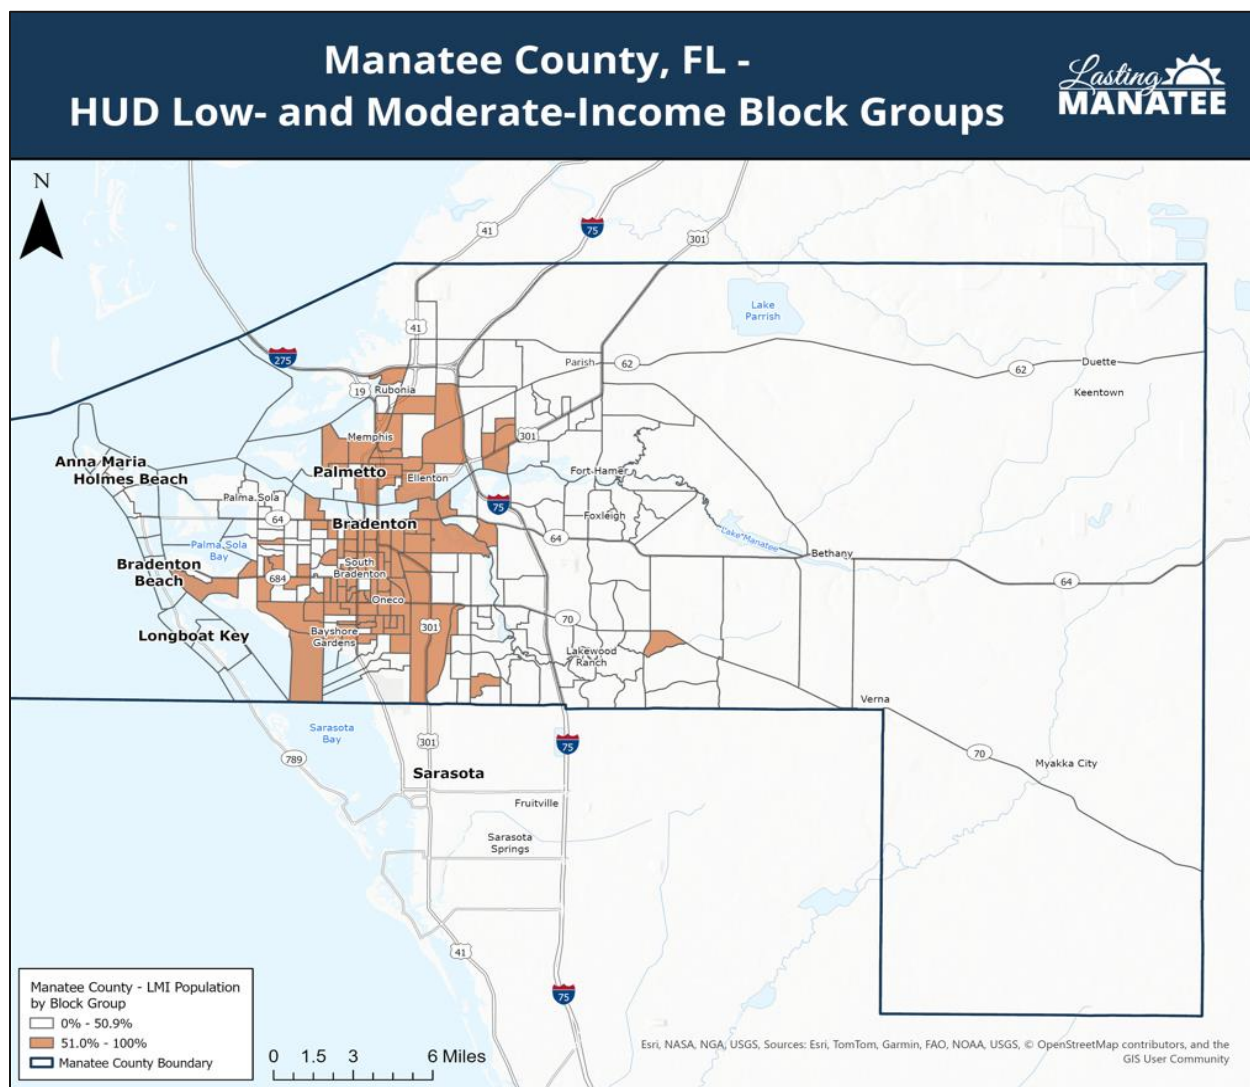 Manatee County, FL -
HUD Low- and Moderate-Income Block Groups
Lasting
MANATEE
N
41
75
301
Lake
Parrish
41
275
Parish
62
62
Duette
19
Rubonia
Keentown
301
Memphis
Anna Maria
Holmes Beach
Palmetto
Ellenton
Fort Hamer
Palma Sola
75
64
Bradenton
Foxleigh
64
Lake Manatee
Palma Sola
Bay
Bethany
Bradenton
Beach
684
South
Bradenton
64
Oneco
70
Longboat Key
Bayshore
Gardens
301
Lakewood
Ranch
Verna
Sarasota
Bay
301
75
70
789
Myakka City
Sarasota
Fruitville
Sarasota
Springs
41
75
Manatee County - LMI Population
by Block Group
0% - 50.9%
51.0% - 100%
Manatee County Boundary
0 1.5 3 6 Miles
Esri, NASA, NGA, USGS, Sources: Esri, TomTom, Garmin, FAO, NOAA, USGS, © OpenStreetMap contributors, and the
GIS User Community